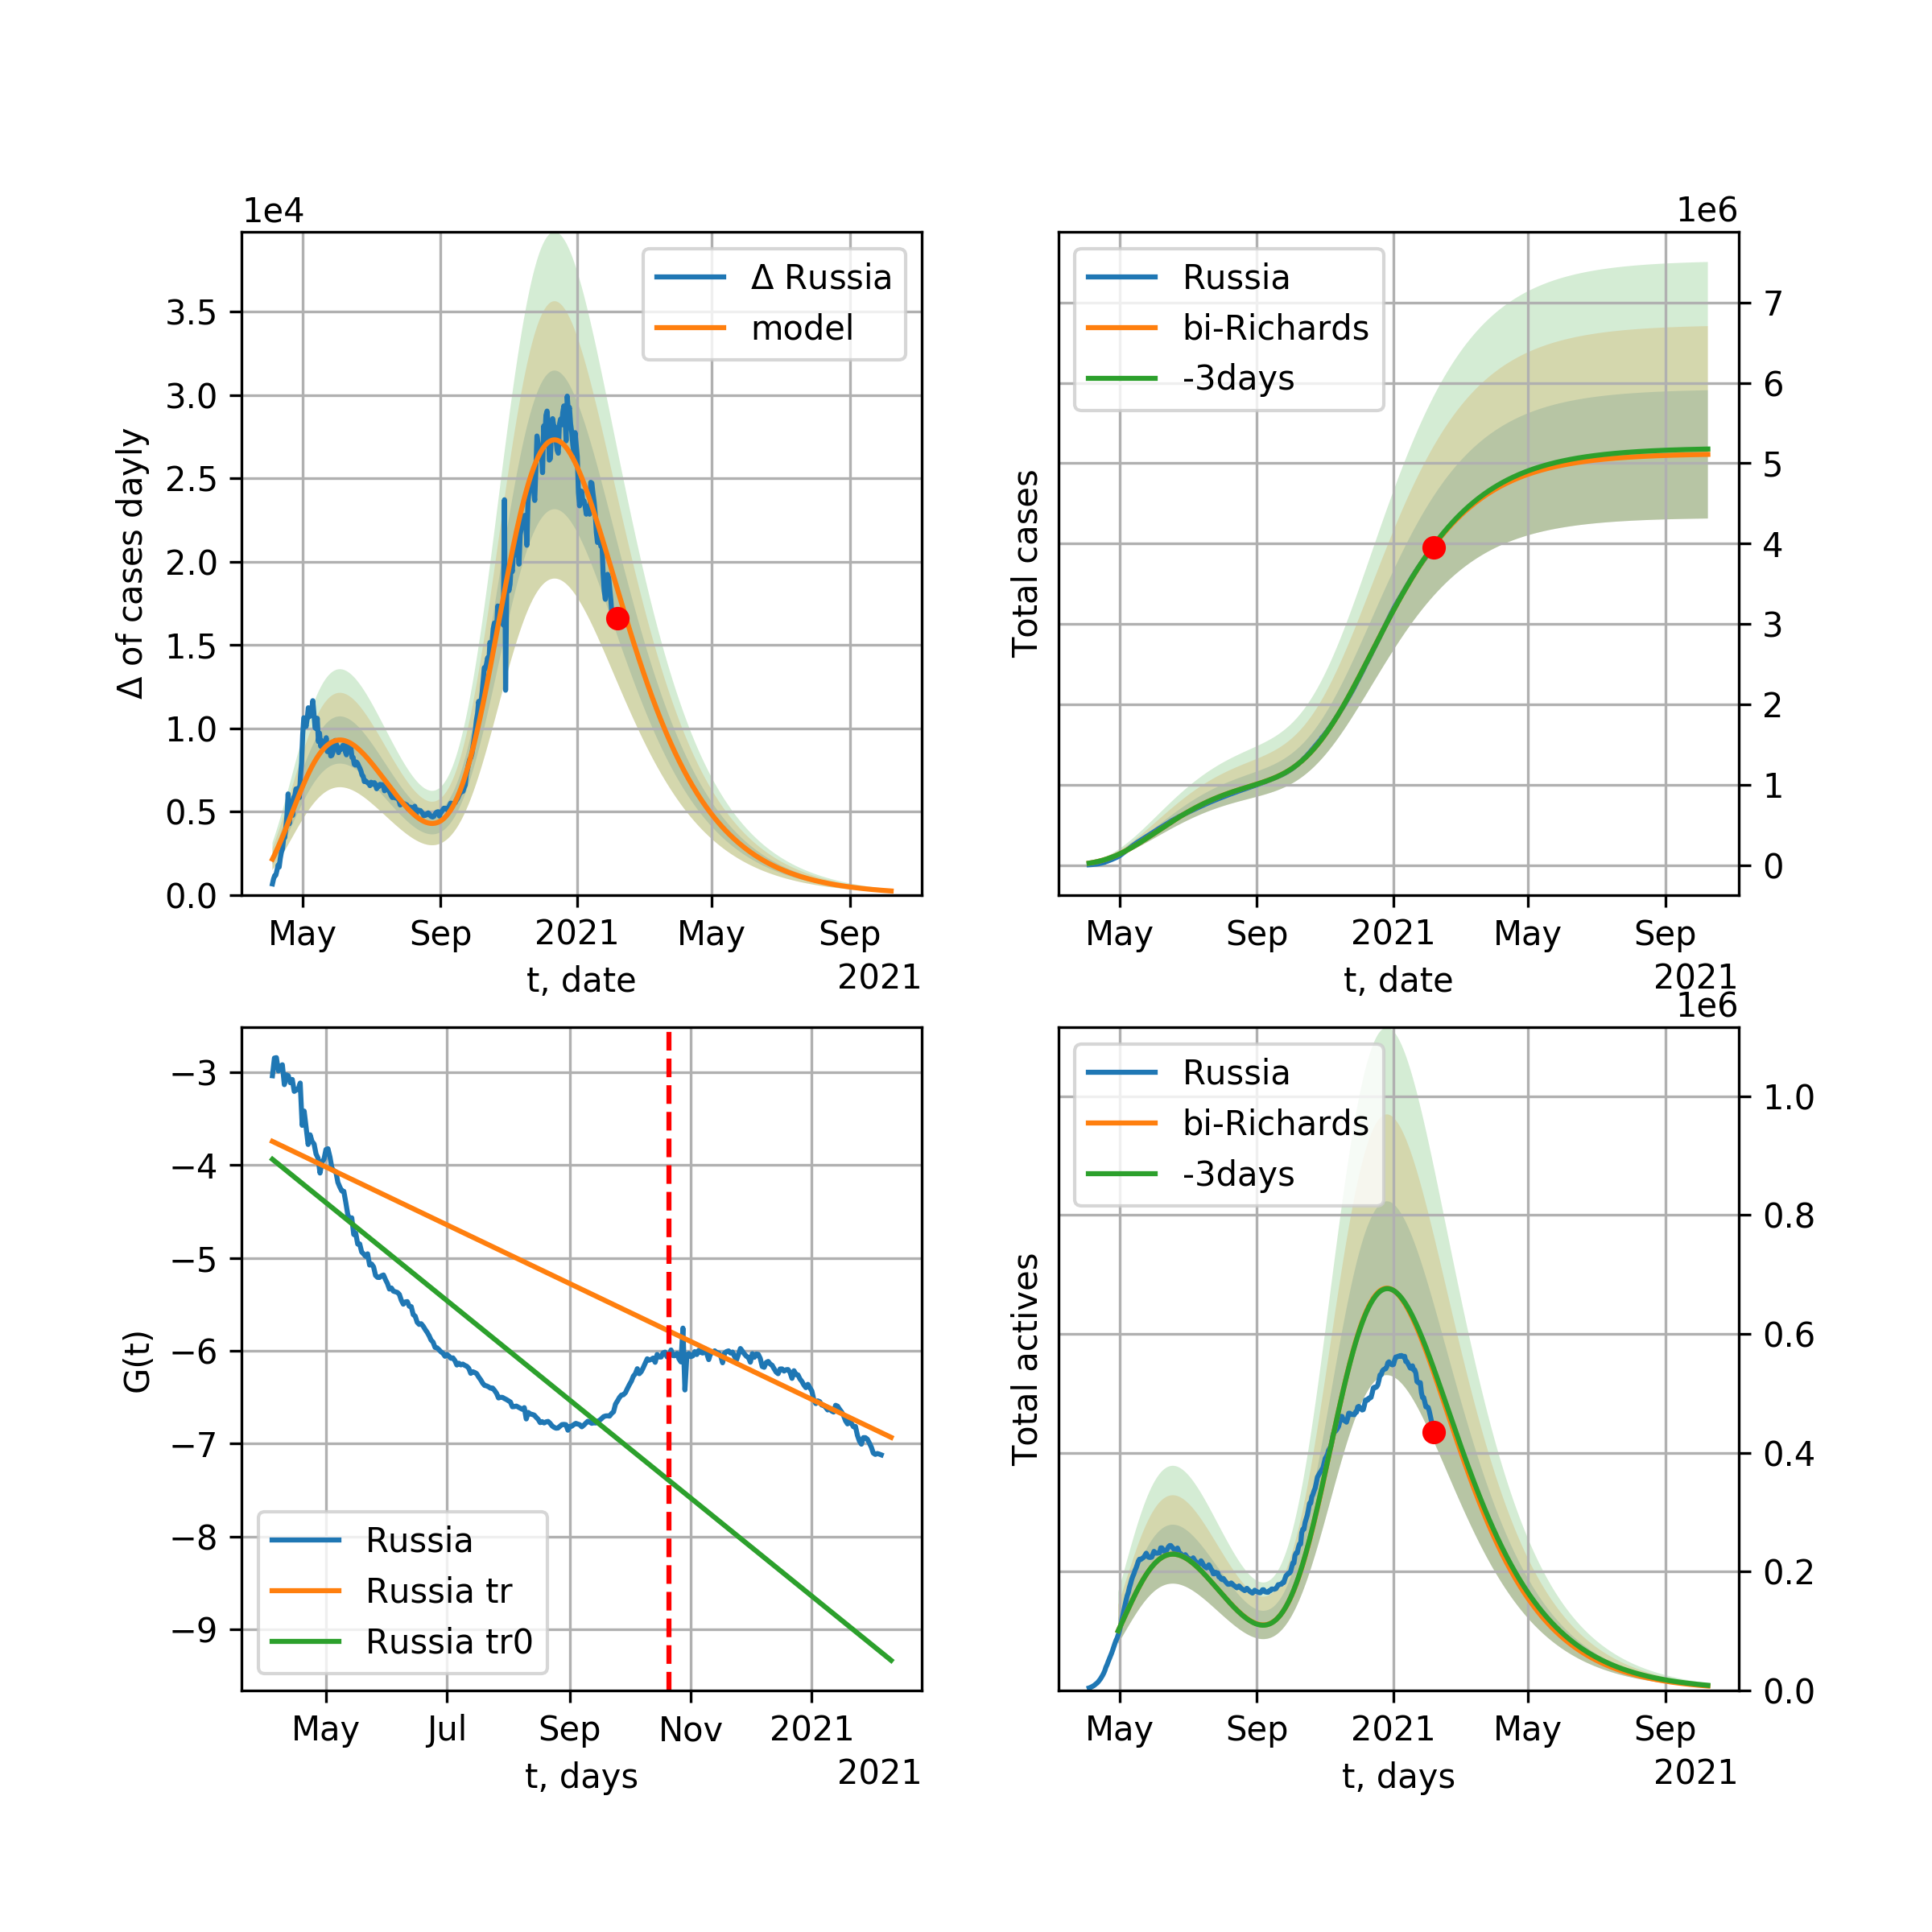 1e4
Δ of cases dayly
3.5
3.0
2.5
2.0
1.5
1.0
0.5
0.0
Δ Russia
model
May Sep 2021 May Sep
t, date
2021
1e6
Total cases
Russia
bi-Richards
-3days
7
6
5
4
3
2
1
0
May Sep 2021 May Sep
t, date
2021
G(t)
−3
−4
−5
−6
−7
−8
−9
Russia
Russia tr
Russia tr0
May Jul Sep Nov 2021
t, days
2021
1e6
Total actives
Russia
bi-Richards
-3days
1.0
0.8
0.6
0.4
0.2
0.0
May Sep 2021 May Sep
t, days
2021